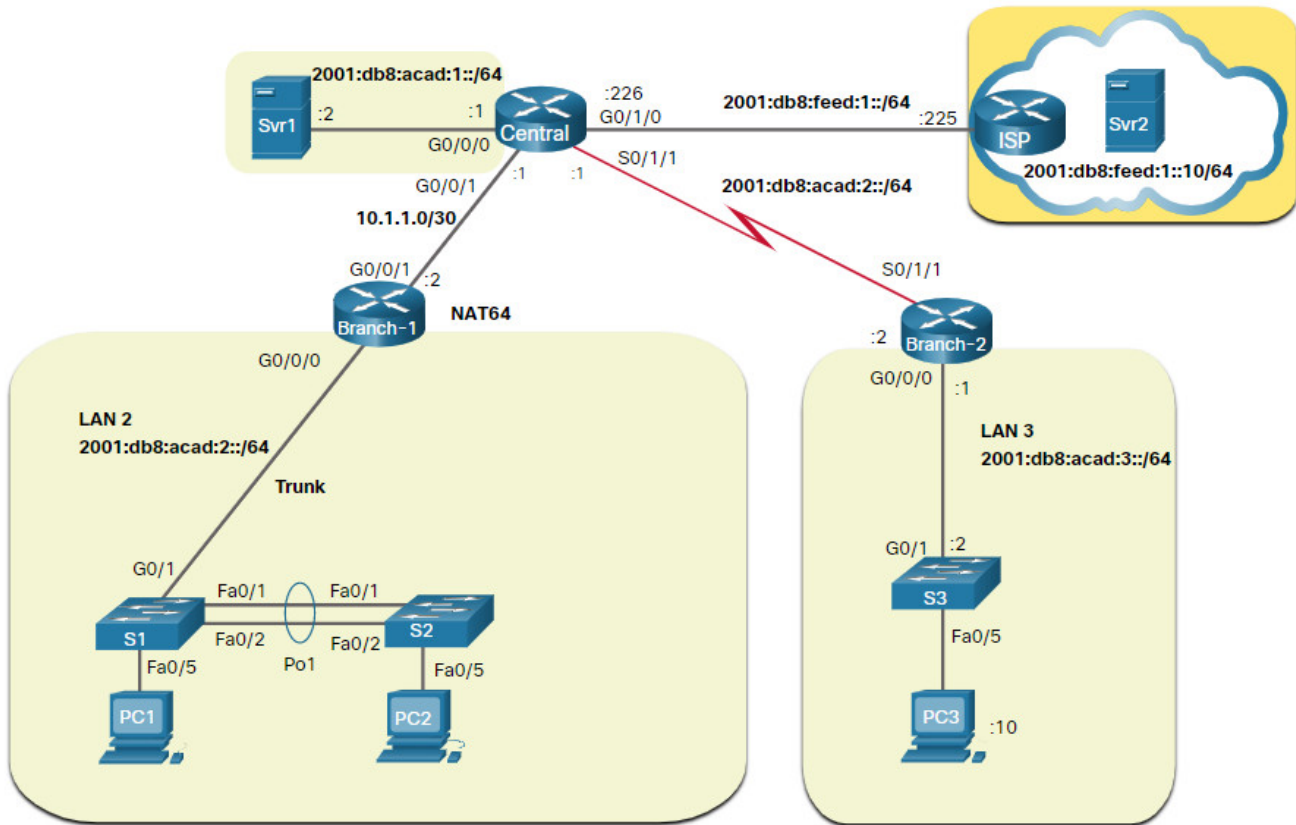 2001:db8:acad:1::/64
:2
:1
Svr1
G0/0/0
Central
:226
G0/1/0
2001:db8:feed:1::/64
:225
ISP
Svr2
2001:db8:feed:1::10/64
G0/0/1
:1
:1
S0/1/1
2001:db8:acad:2::/64
10.1.1.0/30
G0/0/1
:2
S0/1/1
Branch-1
NAT64
:2
Branch-2
G0/0/0
G0/0/0
:1
LAN 2
2001:db8:acad:2::/64
LAN 3
2001:db8:acad:3::/64
Trunk
G0/1
G0/1
:2
Fa0/1
Fa0/1
S1
Fa0/2
Fa0/2
S2
S3
Fa0/5
Po1
Fa0/5
Fa0/5
PC1
PC2
PC3
:10